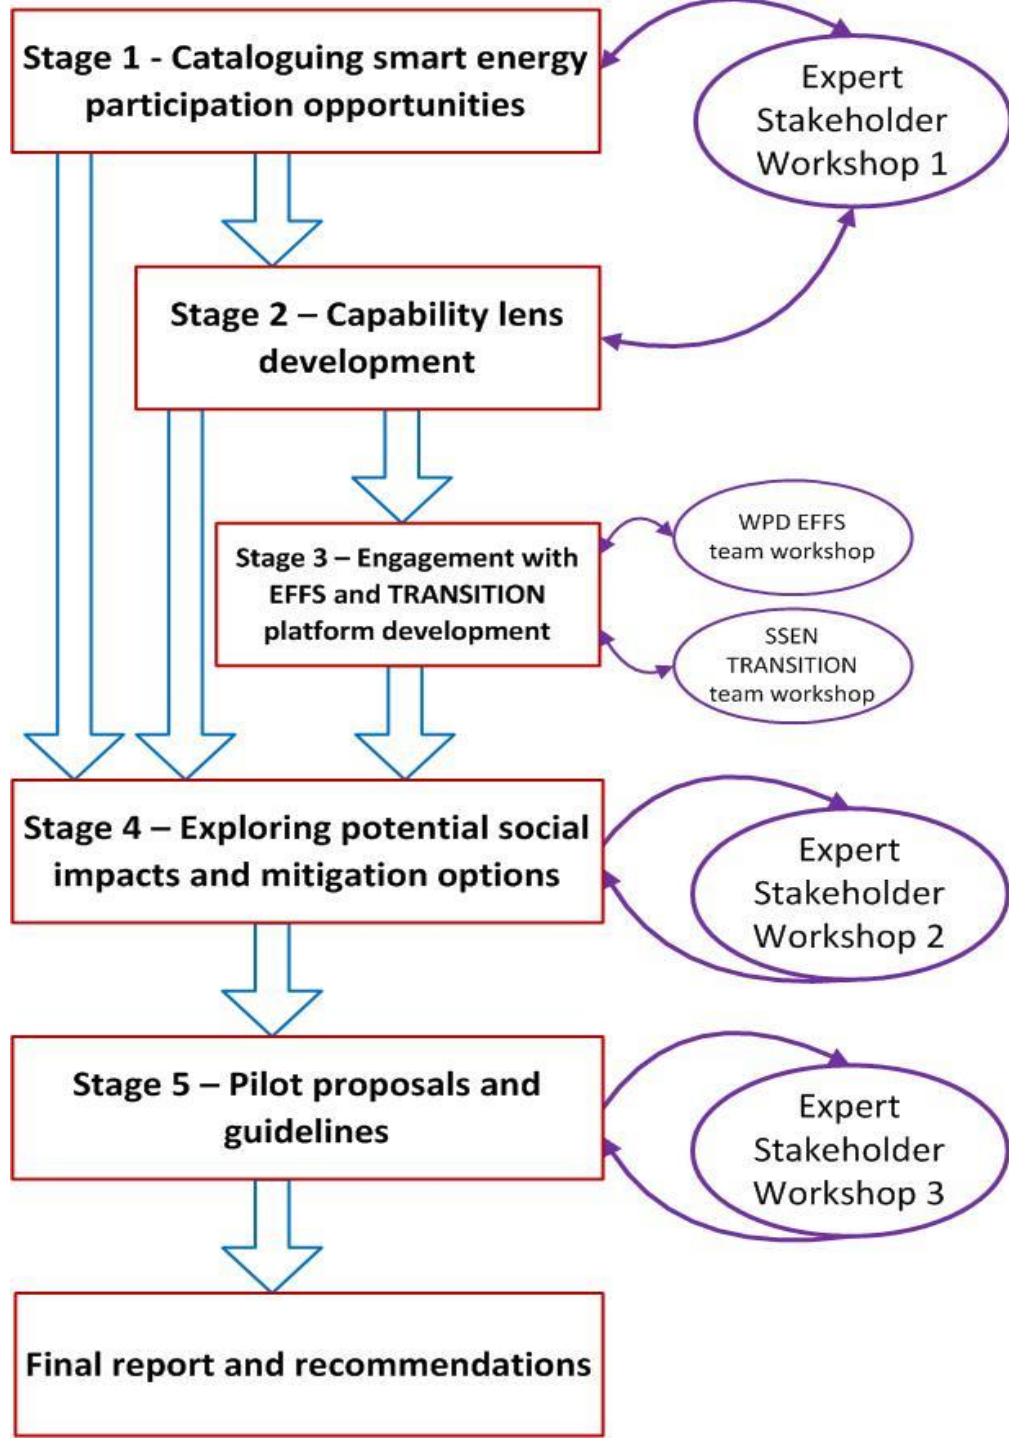 Stage 1 - Cataloguing smart energy
participation opportunities
Expert
Stakeholder
Workshop 1
Stage 2 – Capability lens
development
Stage 3 – Engagement with
EFFS and TRANSITION
platform development
WPD EFFS
team workshop
SSEN
TRANSITION
team workshop
Stage 4 – Exploring potential social
impacts and mitigation options
Expert
Stakeholder
Workshop 2
Stage 5 – Pilot proposals and
guidelines
Expert
Stakeholder
Workshop 3
Final report and recommendations